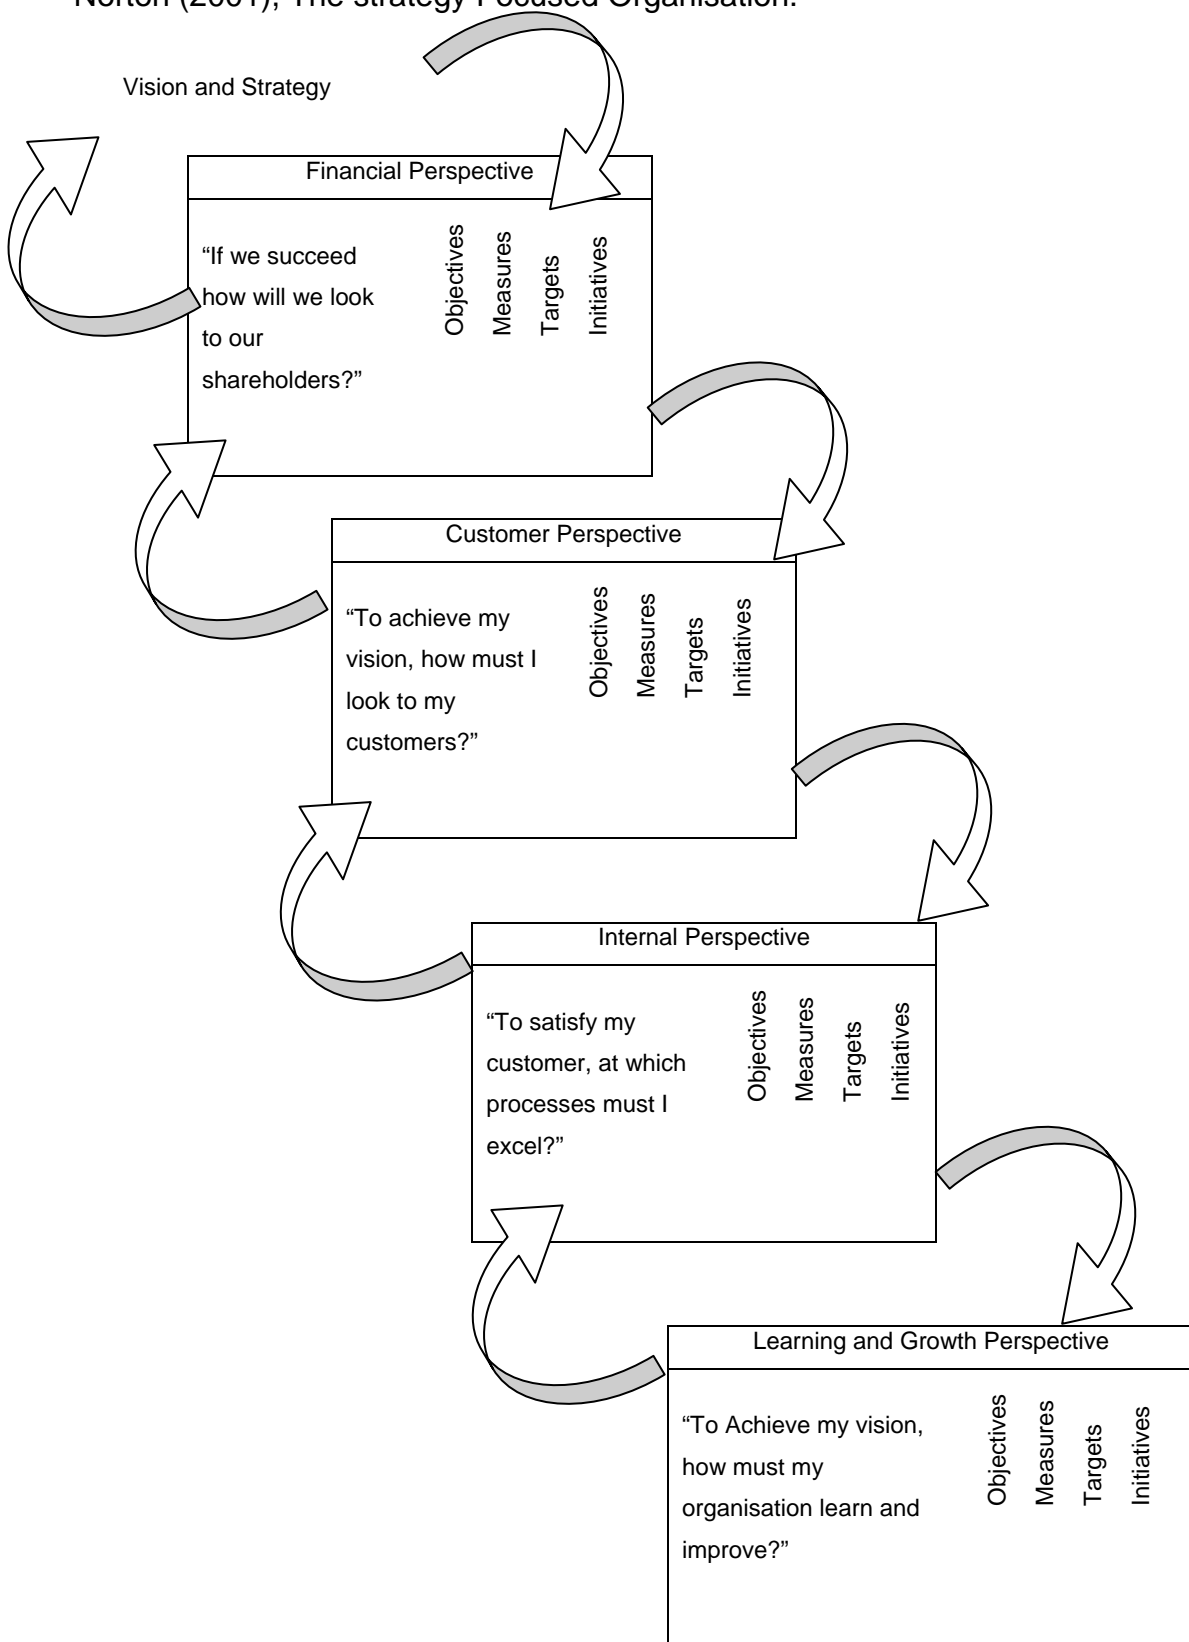 Norton (2001), The strategy Focused Organisation.
Vision and Strategy
Financial Perspective
“If we succeed
how will we look
to our
shareholders?”
Objectives
Measures
Targets
Initiatives
Customer Perspective
“To achieve my
vision, how must I
look to my
customers?”
Objectives
Measures
Targets
Initiatives
Internal Perspective
“To satisfy my
customer, at which
processes must I
excel?”
Objectives
Measures
Targets
Initiatives
Learning and Growth Perspective
“To Achieve my vision,
how must my
organisation learn and
improve?”
Objectives
Measures
Targets
Initiatives